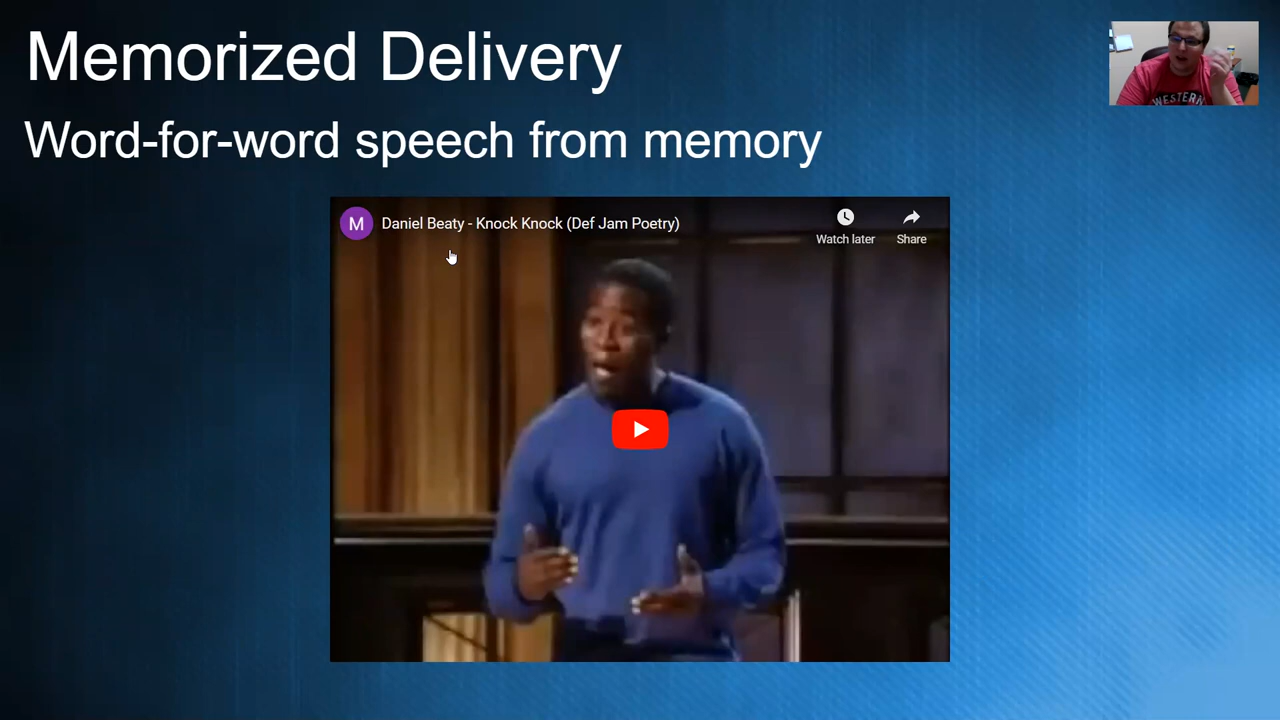 Memorized Delivery
Word-for-word speech from memory
M
Daniel Beaty - Knock Knock (Def Jam Poetry)
Watch later
Share
WESTERN